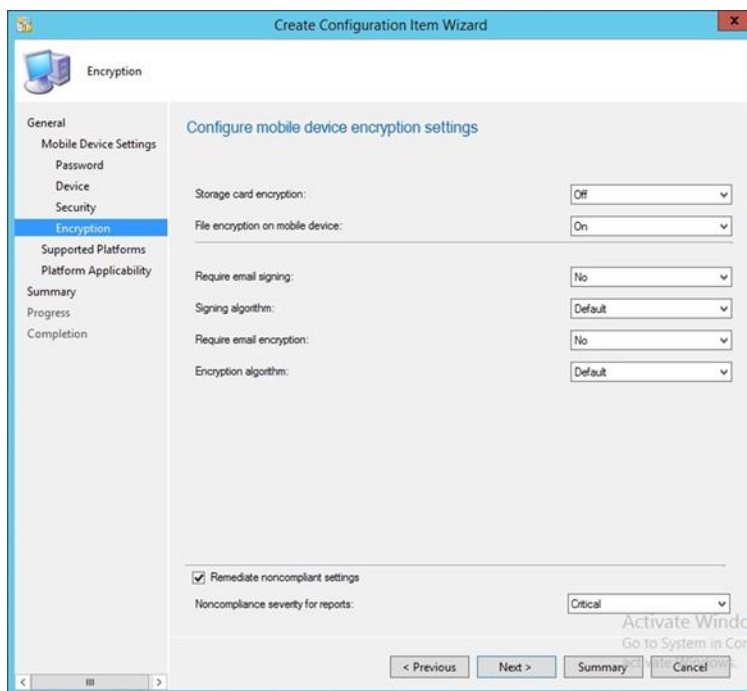 Create Configuration Item Wizard
x
Encryption
General
Mobile Device Settings
Password
Device
Security
Encryption
Supported Platforms
Platform Applicability
Summary
Progress
Completion
Configure mobile device encryption settings
Storage card encryption: Off
File encryption on mobile device: On
Require email signing: No
Signing algorithm: Default
Require email encryption: No
Encryption algorithm: Default
Remediate noncompliant settings
Noncompliance severity for reports: Critical
Activate Windo
Go to System in Con
activate Windows.
< Previous Next > Summary Cancel